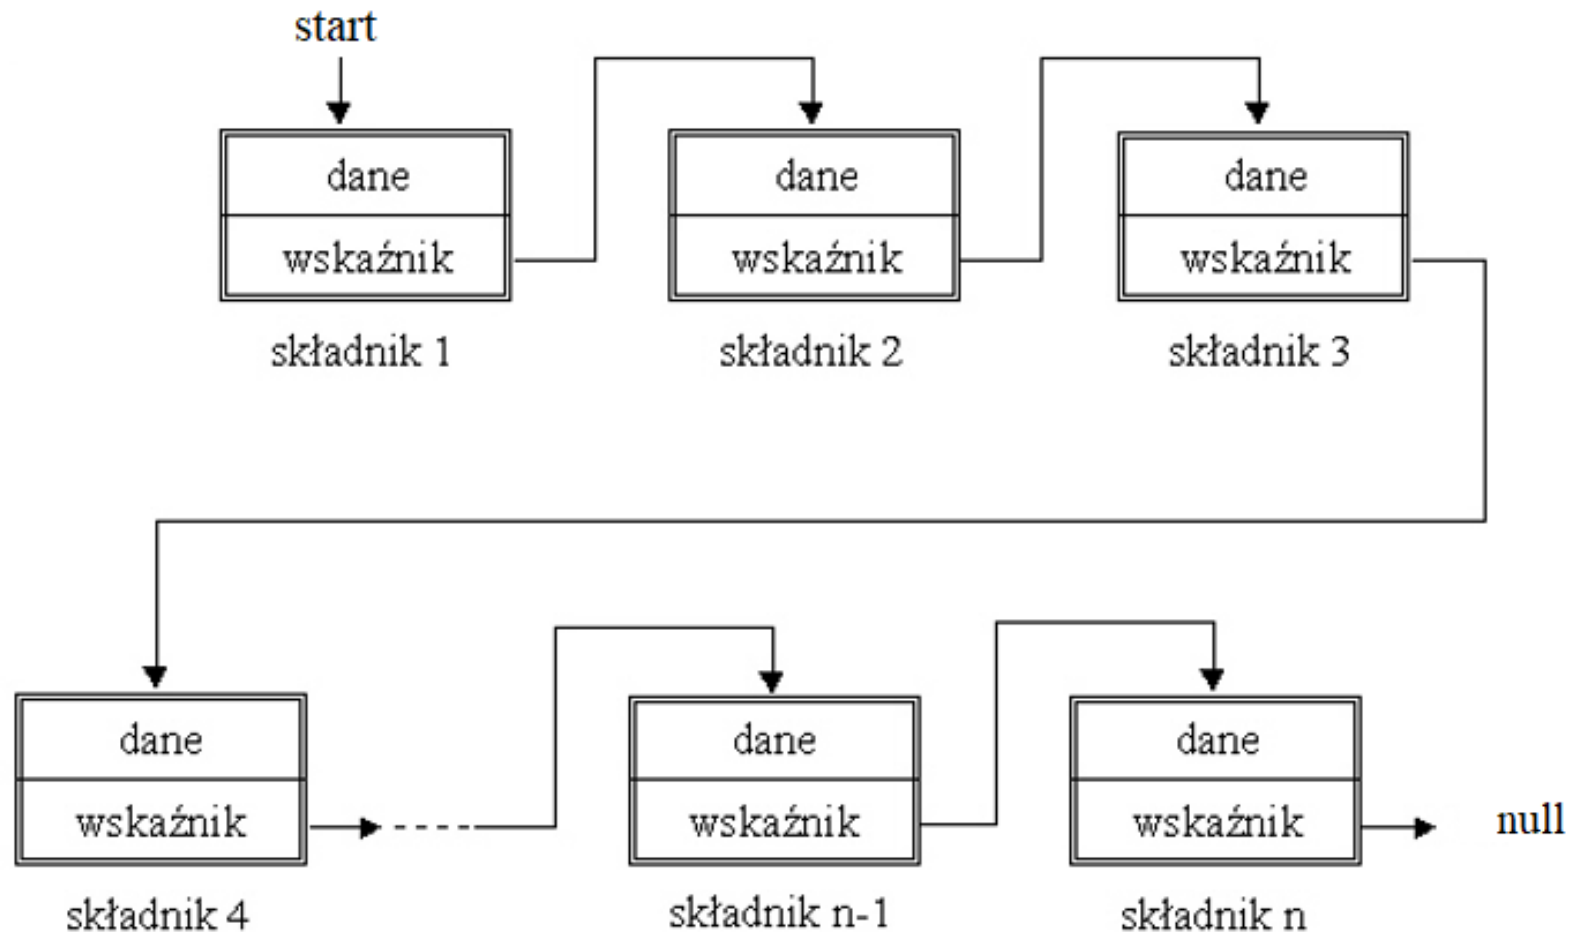 start
dane
wskaźnik
składnik 1
dane
wskaźnik
składnik 2
dane
wskaźnik
składnik 3
dane
wskaźnik
składnik 4
dane
wskaźnik
składnik n-1
dane
wskaźnik
składnik n
null